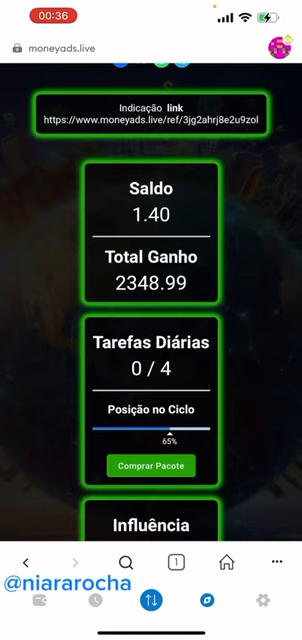 00:36
moneyads.live
Indicação link
https://www.moneyads.live/ref/3jg2ahrj8e2u9zol
Saldo
1.40
Total Ganho
2348.99
Tarefas Diárias
0 / 4
Posição no Ciclo
65%
Comprar Pacote
Influência
1
@niararocha